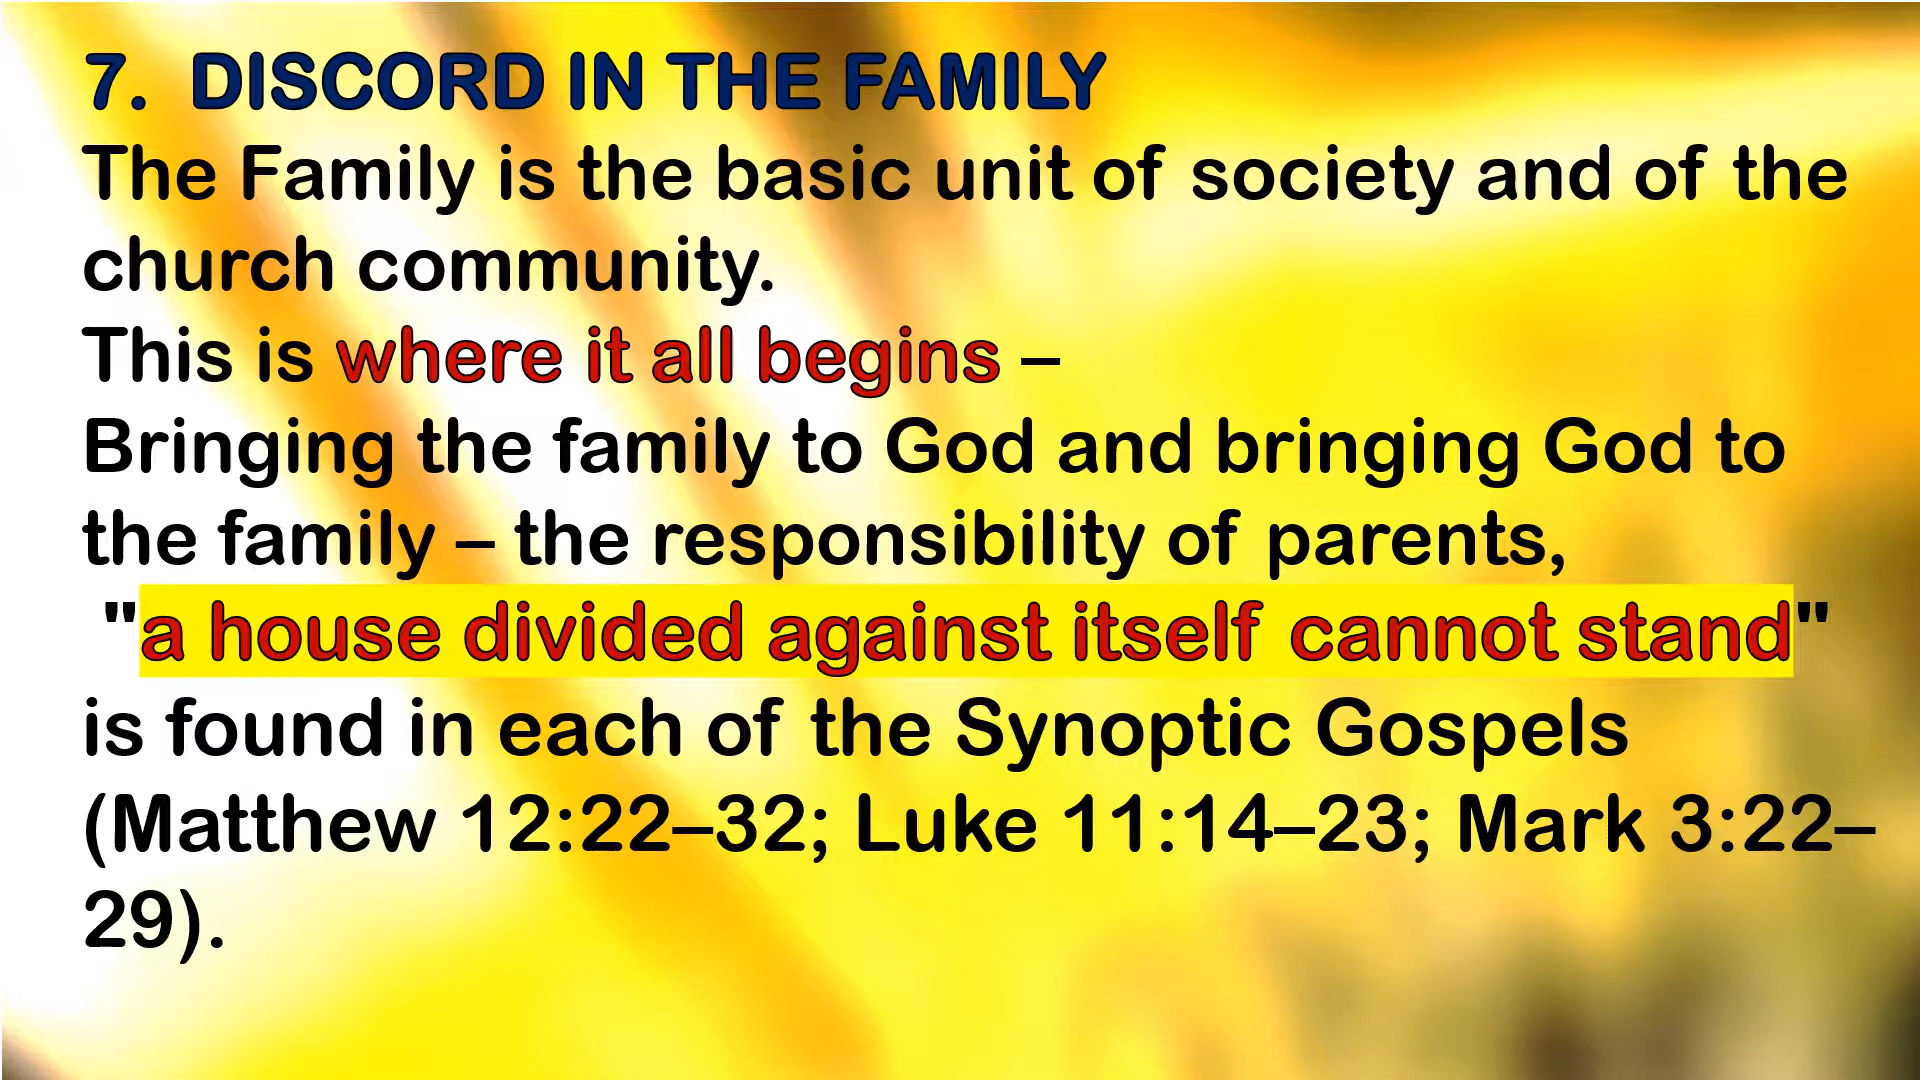 7. DISCORD IN THE FAMILY
The Family is the basic unit of society and of the
church community.
This is where it all begins –
Bringing the family to God and bringing God to
the family – the responsibility of parents,
"a house divided against itself cannot stand"
is found in each of the Synoptic Gospels
(Matthew 12:22–32; Luke 11:14–23; Mark 3:22–
29).